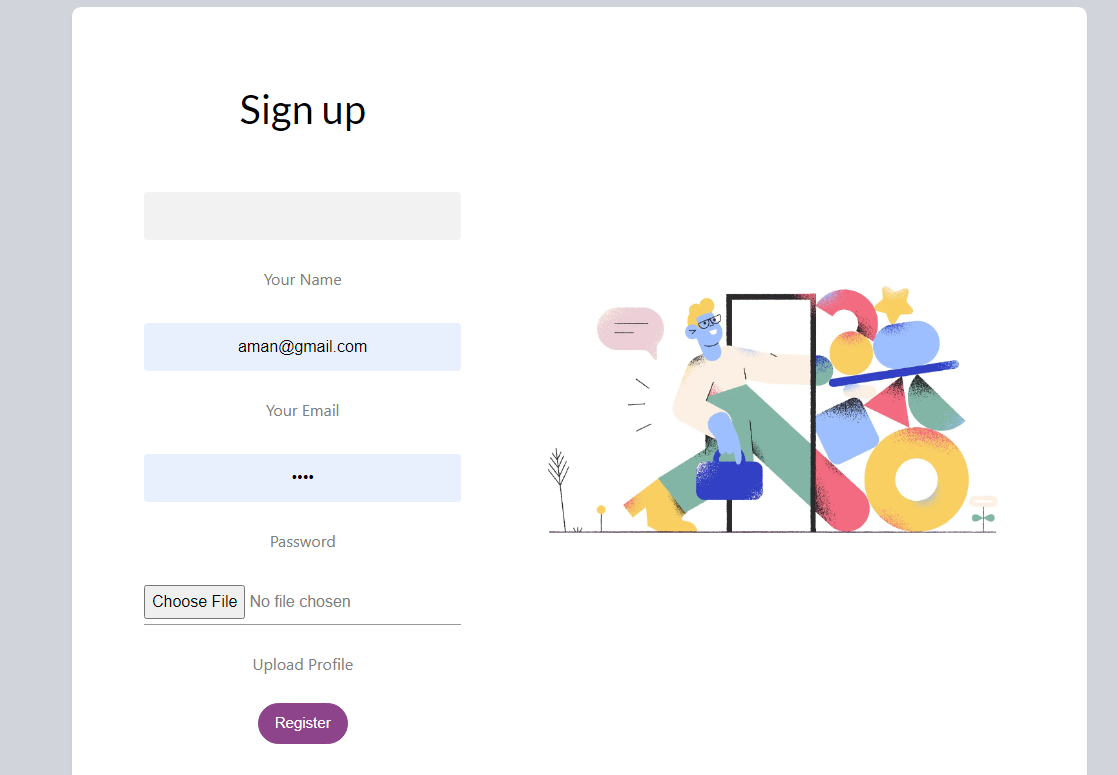 Sign up
Your Name
aman@gmail.com
Your Email
••••
Password
Choose File No file chosen
Upload Profile
Register